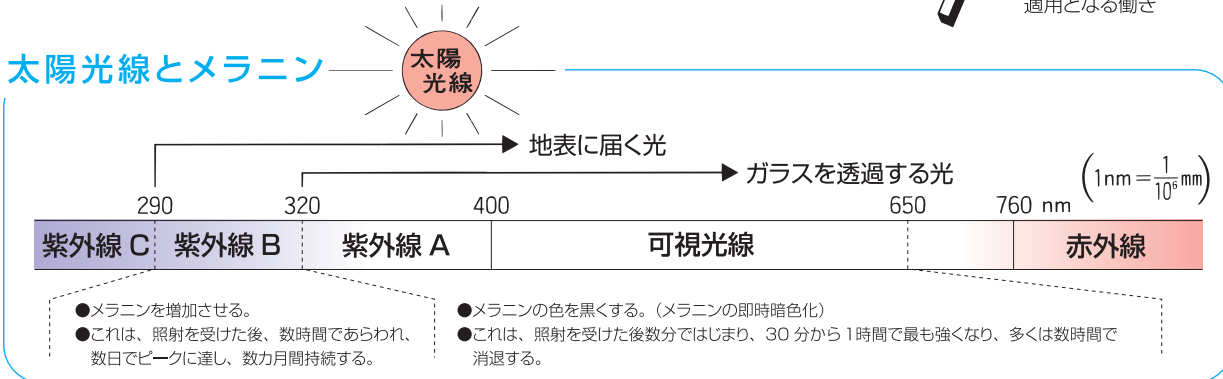 適用となる働き
太陽光線とメラニン
太陽
光線
地表に届く光
ガラスを透過する光
(1nm=1/10⁶mm)
290 320 400 650 760 nm
紫外線 C 紫外線 B 紫外線 A 可視光線 赤外線
●メラニンを増加させる。
●これは、照射を受けた後、数時間であらわれ、
数日でピークに達し、数カ月間持続する。
●メラニンの色を黒くする。(メラニンの即時暗色化)
●これは、照射を受けた後数分ではじまり、30 分から1時間で最も強くなり、多くは数時間で
消退する。